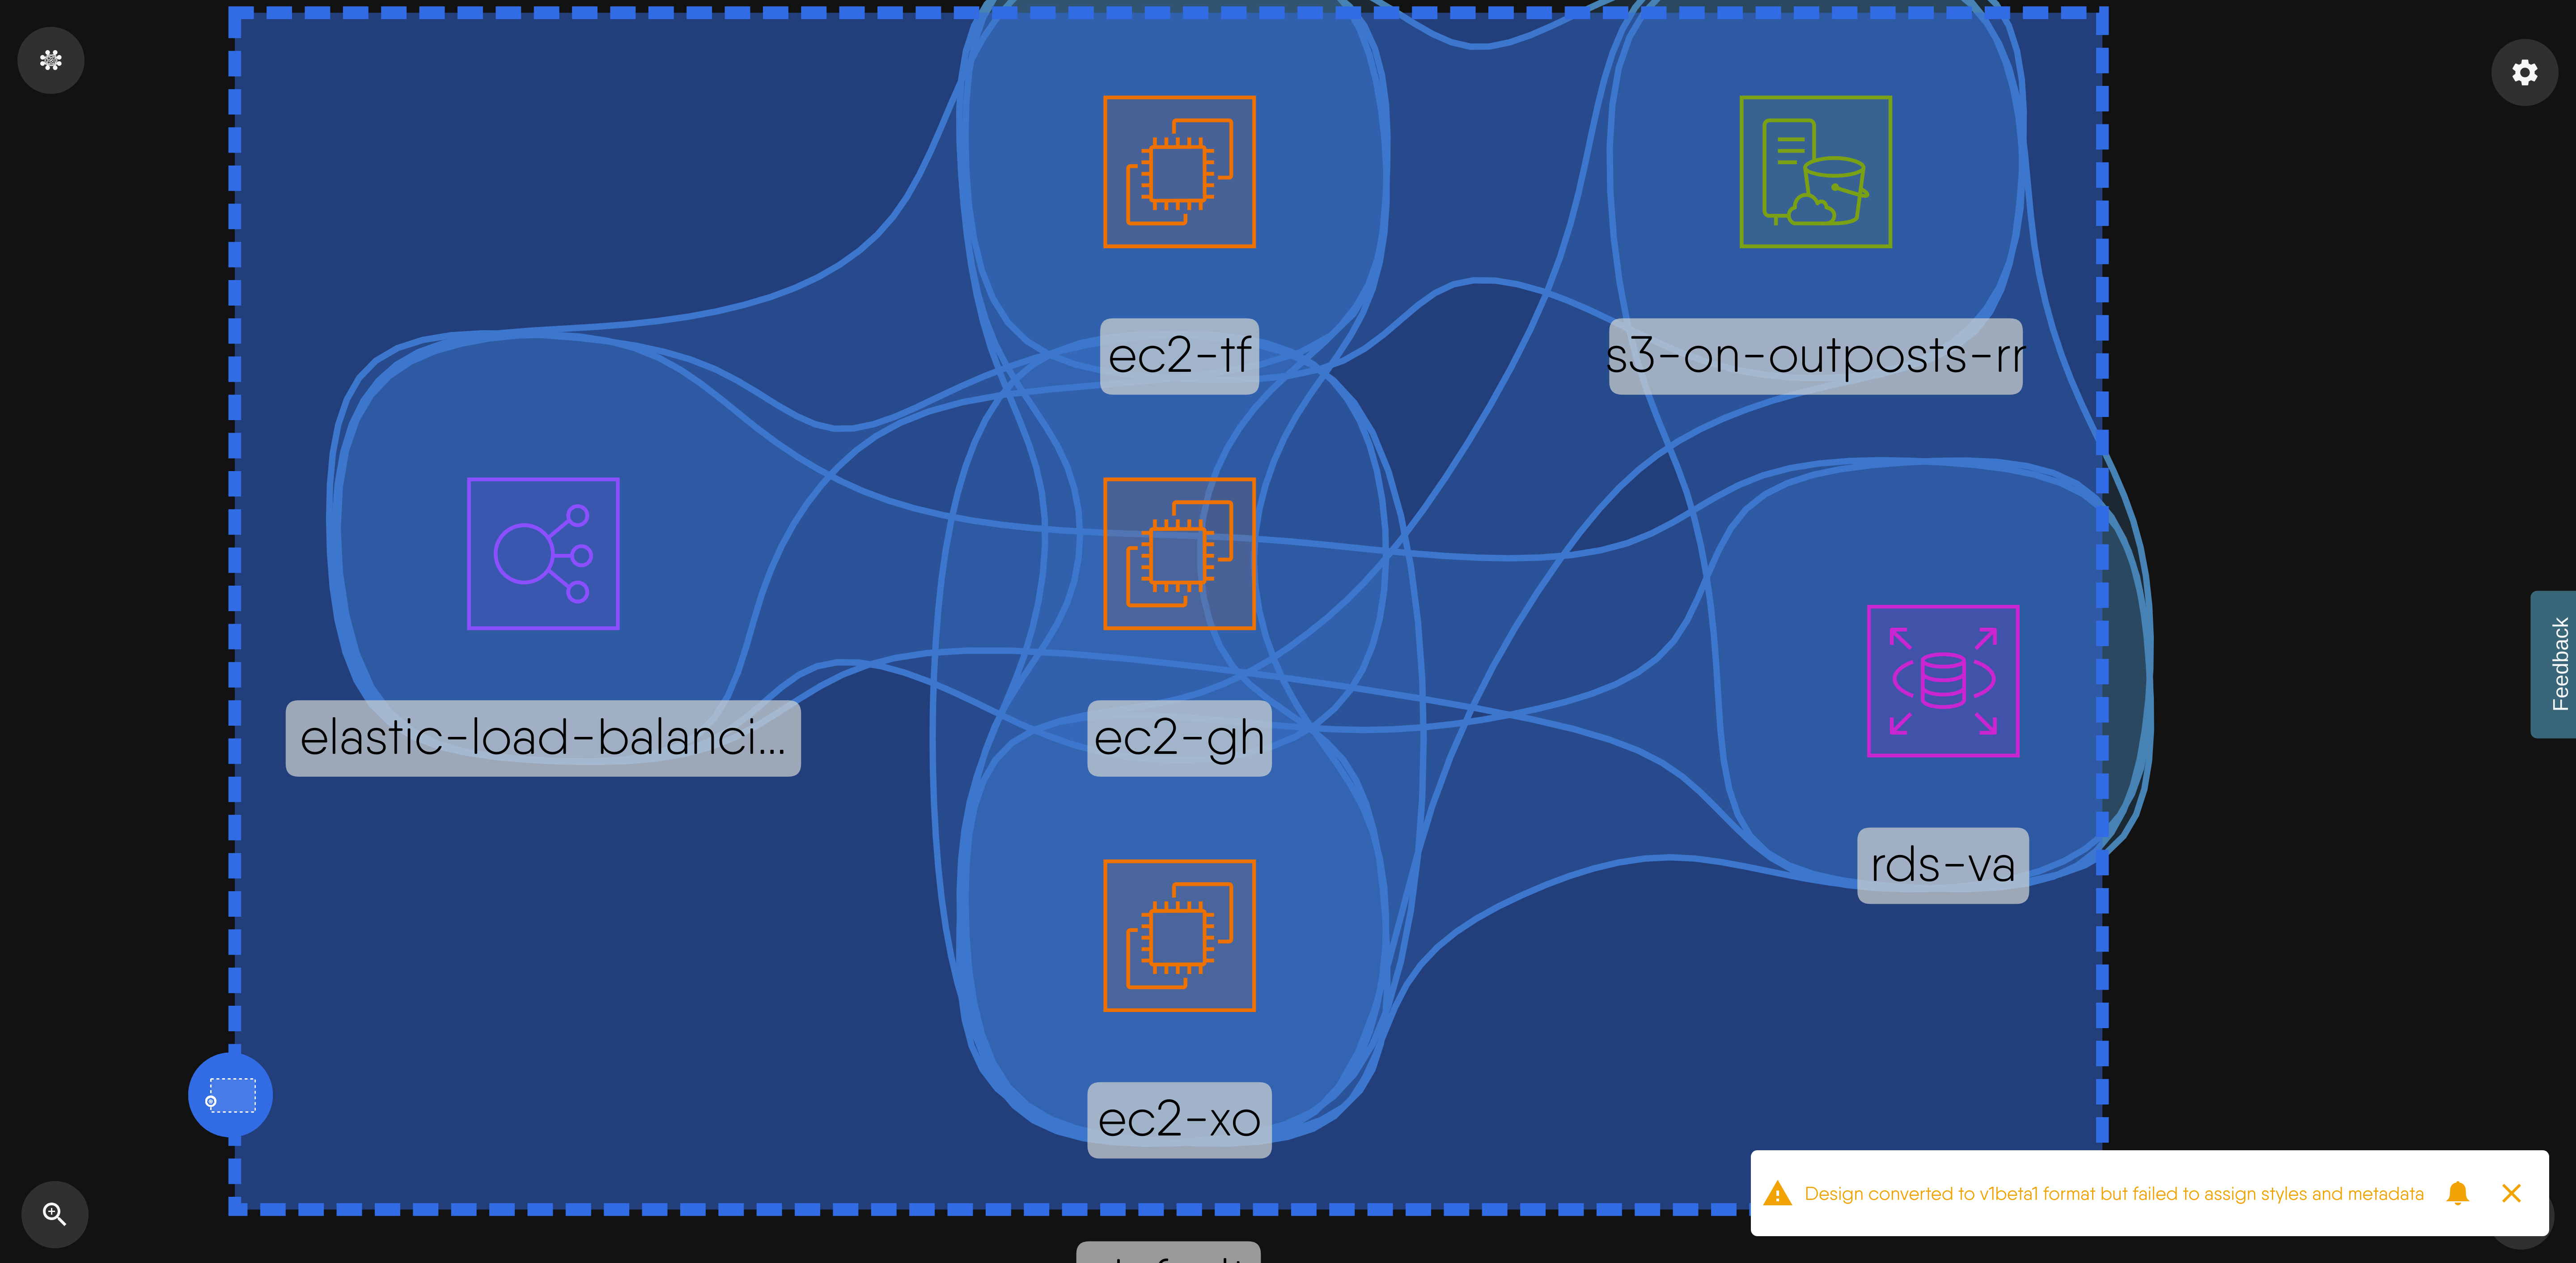 ec2-tf
s3-on-outposts-rr
elastic-load-balanci...
ec2-gh
rds-va
ec2-xo
Feedback
Design converted to v1beta1 format but failed to assign styles and metadata